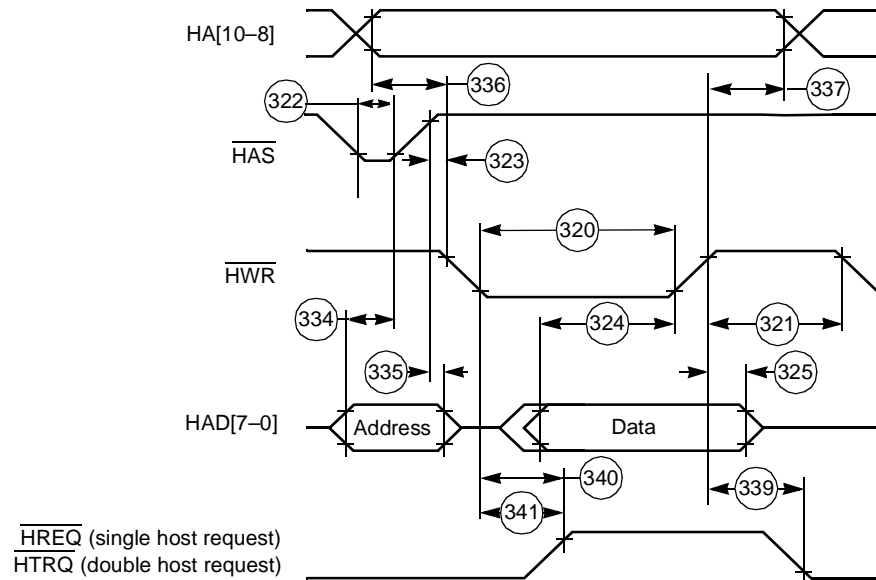 HA[10–8]
336
337
322
HAS
323
320
HWR
334
324
321
335
325
HAD[7–0]
Address
Data
340
341
339
HREQ (single host request)
HTRQ (double host request)